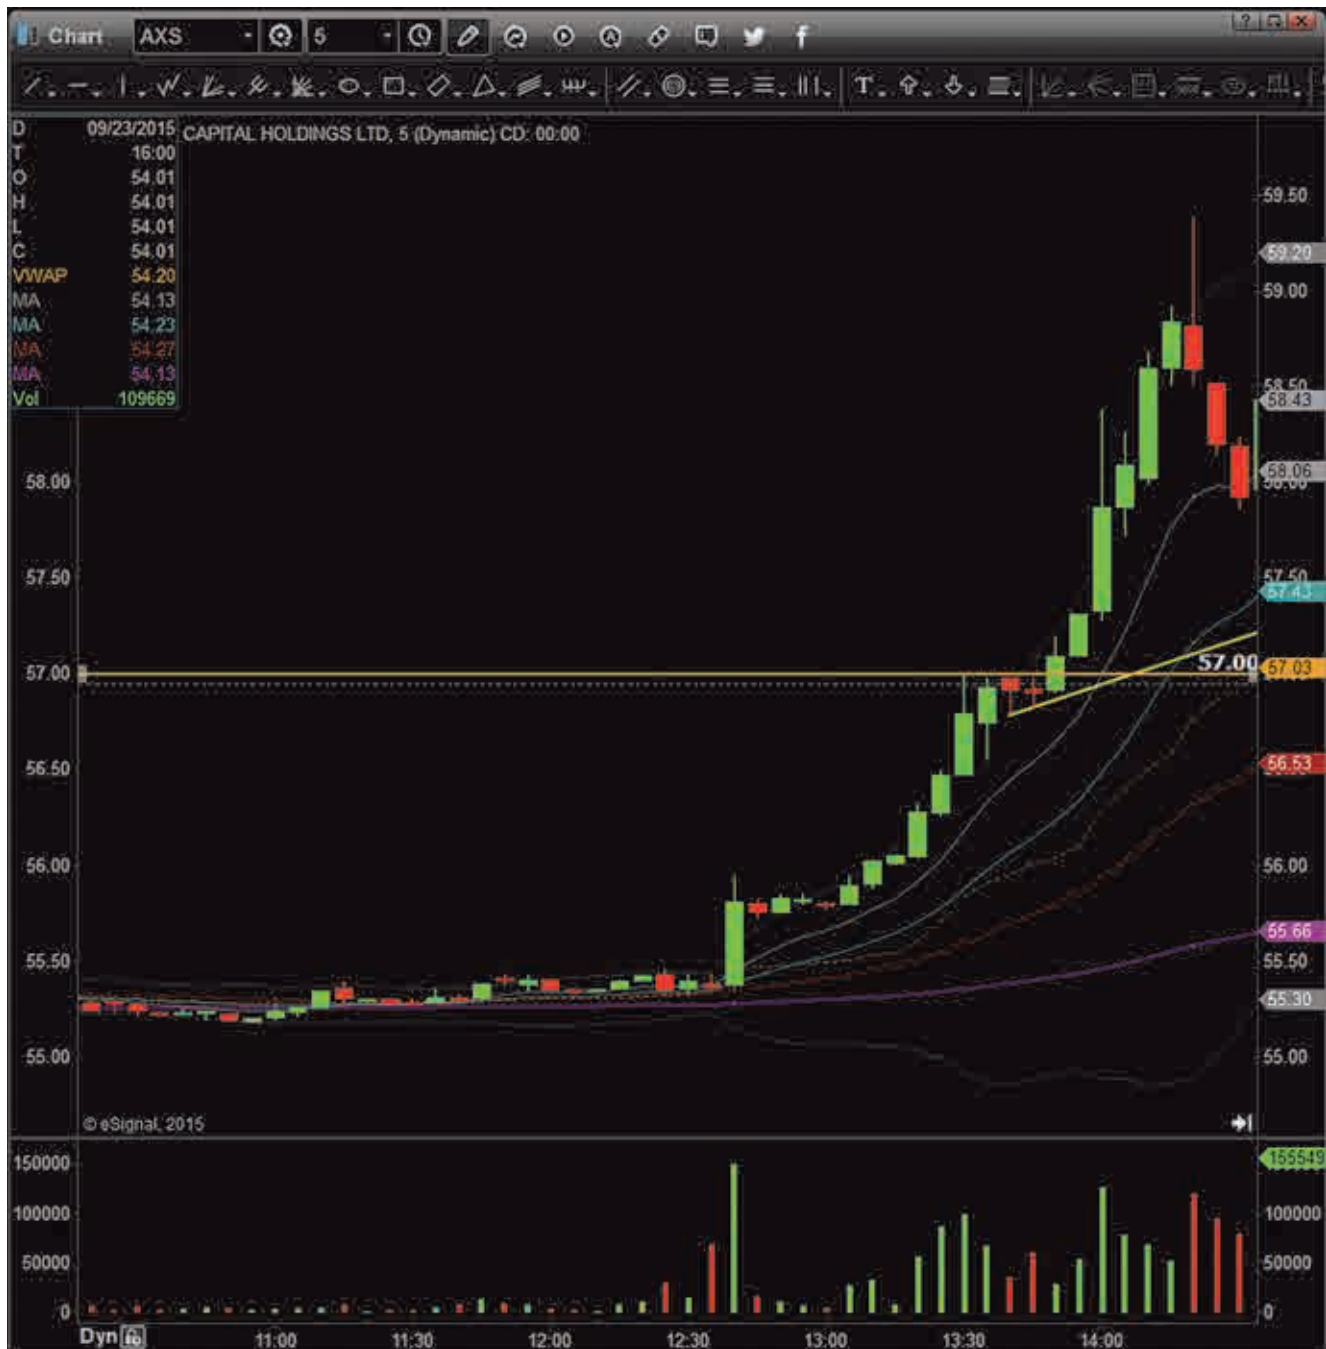 Chart AXS 5
D 09/23/2015 CAPITAL HOLDINGS LTD, 5 (Dynamic) CD: 00:00
T 16:00
O 54.01
H 54.01
L 54.01
C 54.01
VWAP 54.20
MA 54.13
MA 54.23
MA 54.27
MA 54.13
Vol 109669
59.50
59.20
59.00
58.50
58.43
58.06
58.00 58.00
57.50 57.50
57.43
57.00 57.00 57.03
56.50 56.53
56.00 56.00
55.66
55.50 55.50
55.30
55.00 55.00
© eSignal, 2015
150000 155549
100000 100000
50000 50000
0 0
Dyn 11:00 11:30 12:00 12:30 13:00 13:30 14:00